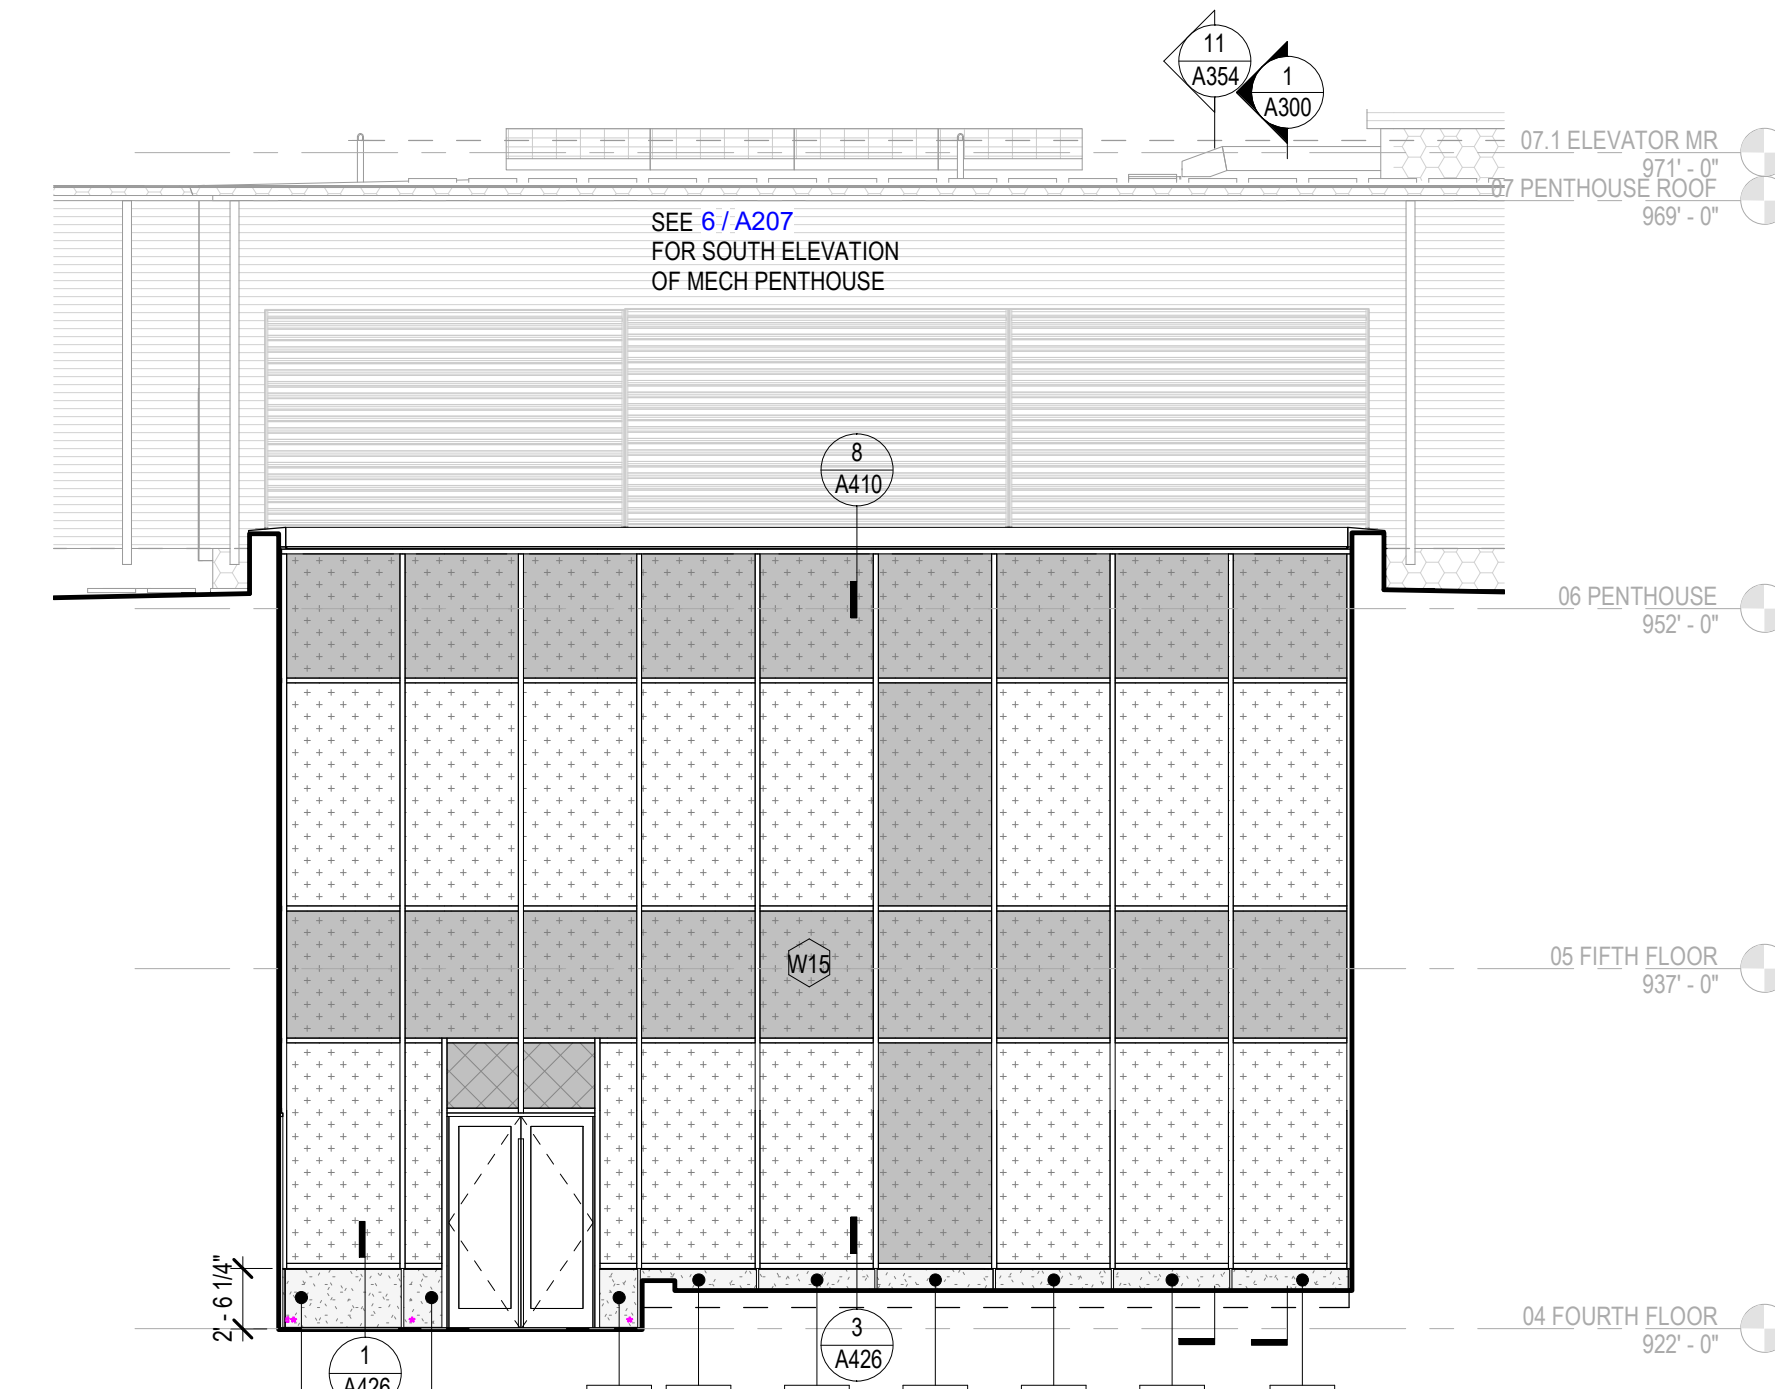 11
A354
1
A300
07.1 ELEVATOR MR
971' - 0"
07 PENTHOUSE ROOF
969' - 0"
SEE 6 / A207
FOR SOUTH ELEVATION
OF MECH PENTHOUSE
8
A410
06 PENTHOUSE
952' - 0"
W15
05 FIFTH FLOOR
937' - 0"
2' - 6 1/4"
04 FOURTH FLOOR
922' - 0"
3
A426
1
A426